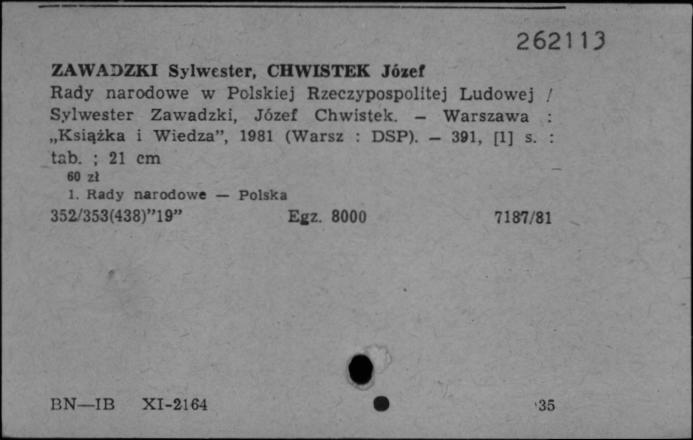 262113
ZAWADZKI Sylwester, CHWISTEK Józef
Rady narodowe w Polskiej Rzeczypospolitej Ludowej /
Sylwester Zawadzki, Józef Chwistek. — Warszawa :
„Książka i Wiedza”, 1981 (Warsz : DSP). — 391, [1] s. :
tab. ; 21 cm
60 zł
1. Rady narodowe — Polska
352/353(438)”19” Egz. 8000 7187/81
BN—IB XI-2164 35